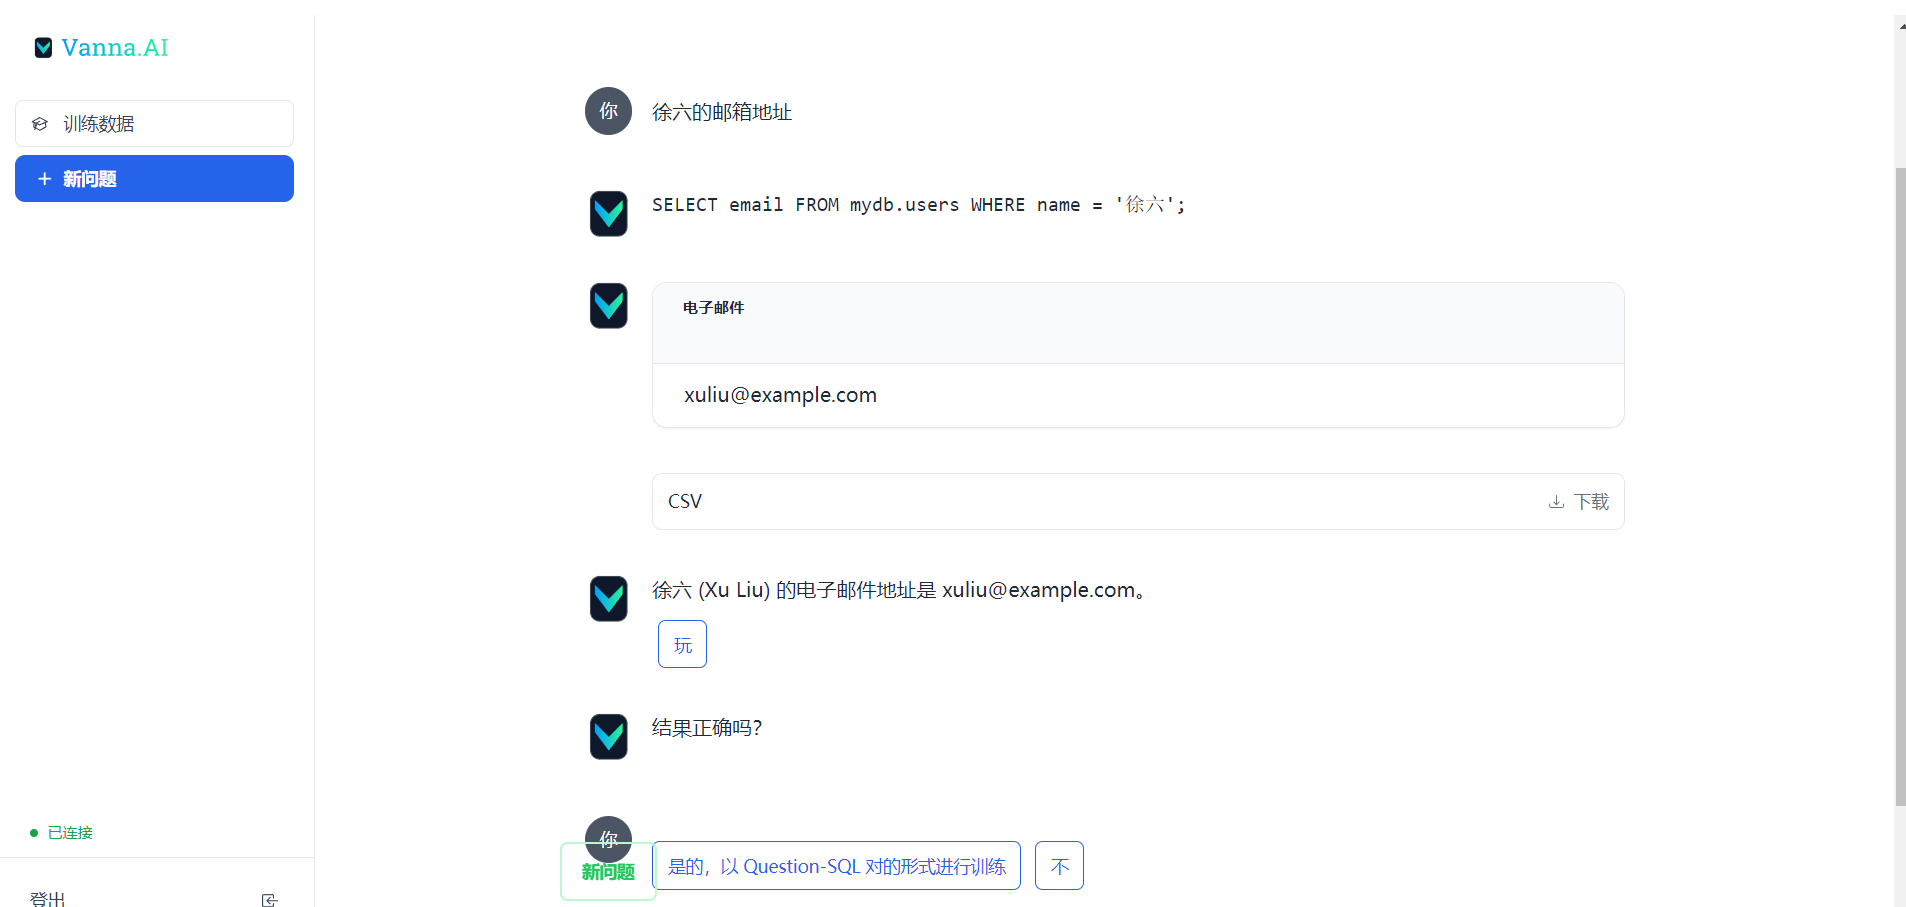 Vanna.AI
训练数据
新问题
已连接
登出
你
徐六的邮箱地址
SELECT email FROM mydb.users WHERE name = '徐六';
电子邮件
xuliu@example.com
CSV
下载
徐六 (Xu Liu) 的电子邮件地址是 xuliu@example.com。
玩
结果正确吗?
你
新问题
是的，以 Question-SQL 对的形式进行训练
不